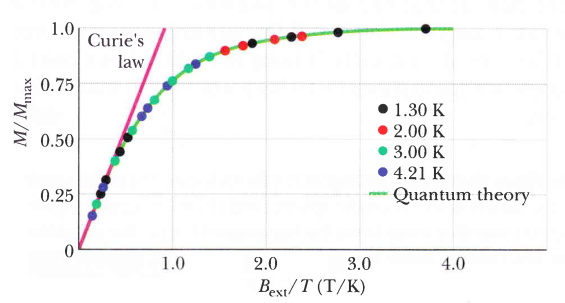 1.0
Curie's
law
0.75
M/M_max
0.50
0.25
0
1.30 K
2.00 K
3.00 K
4.21 K
Quantum theory
1.0 2.0 3.0 4.0
B_ext/T (T/K)